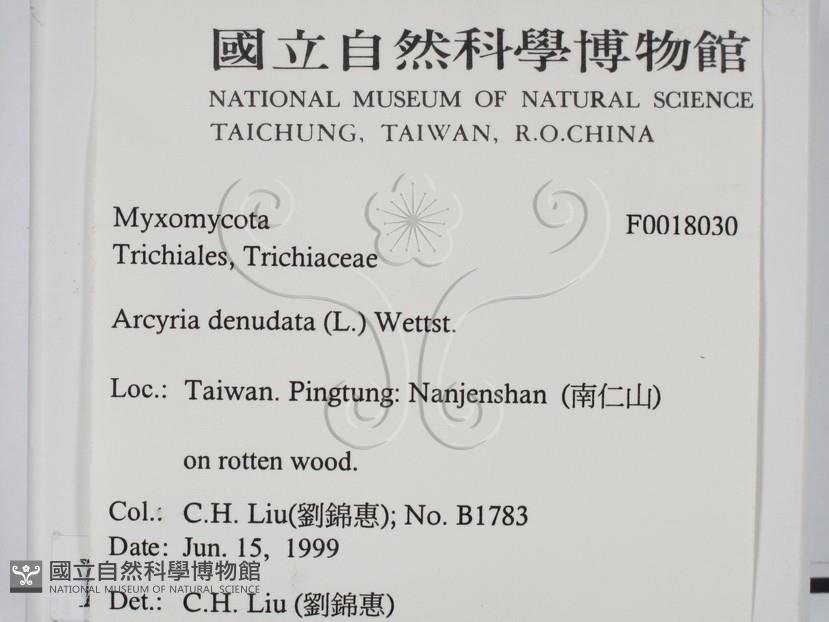 國立自然科學博物館
NATIONAL MUSEUM OF NATURAL SCIENCE
TAICHUNG, TAIWAN, R.O.CHINA
Myxomycota F0018030
Trichiales, Trichiaceae
Arcyria denudata (L.) Wettst.
Loc.: Taiwan. Pingtung: Nanjenshan (南仁山)
on rotten wood.
Col.: C.H. Liu(劉錦惠); No. B1783
Date: Jun. 15, 1999
國立自然科學博物館
NATIONAL MUSEUM OF NATURAL SCIENCE
Det.: C.H. Liu (劉錦惠)